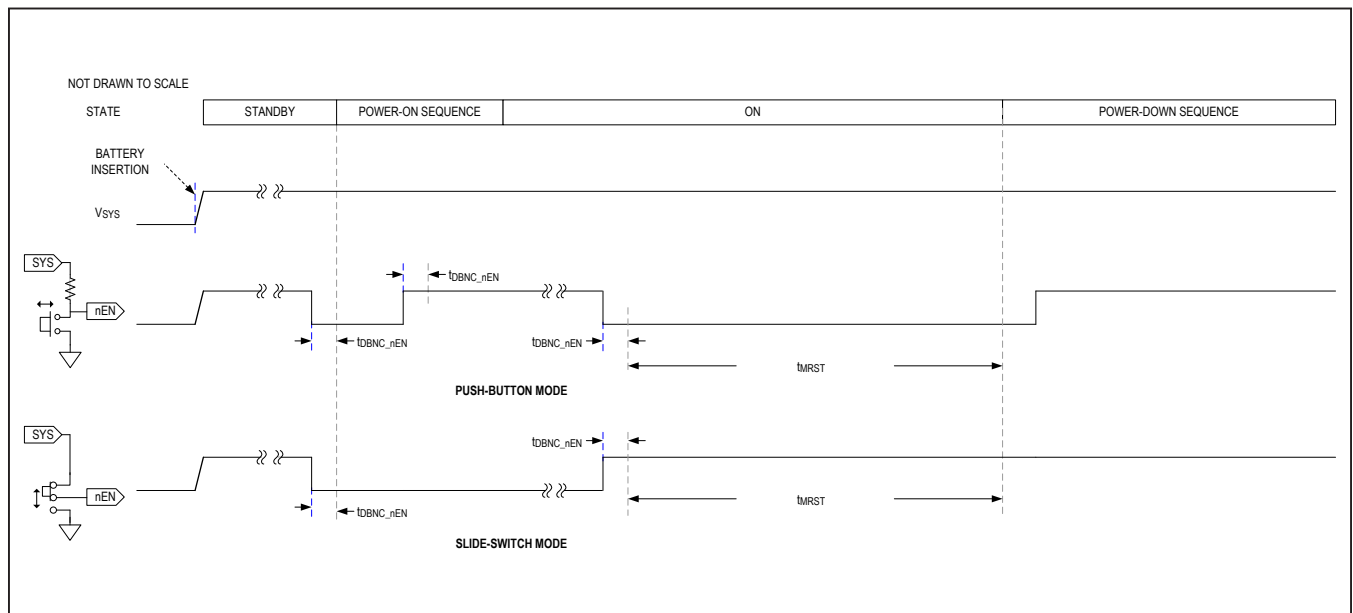 NOT DRAWN TO SCALE
STATE
STANDBY
POWER-ON SEQUENCE
ON
POWER-DOWN SEQUENCE
BATTERY
INSERTION
VSYS
SYS
nEN
tDBNC_nEN
tDBNC_nEN
tDBNC_nEN
tMRST
PUSH-BUTTON MODE
SYS
nEN
tDBNC_nEN
tDBNC_nEN
tMRST
SLIDE-SWITCH MODE